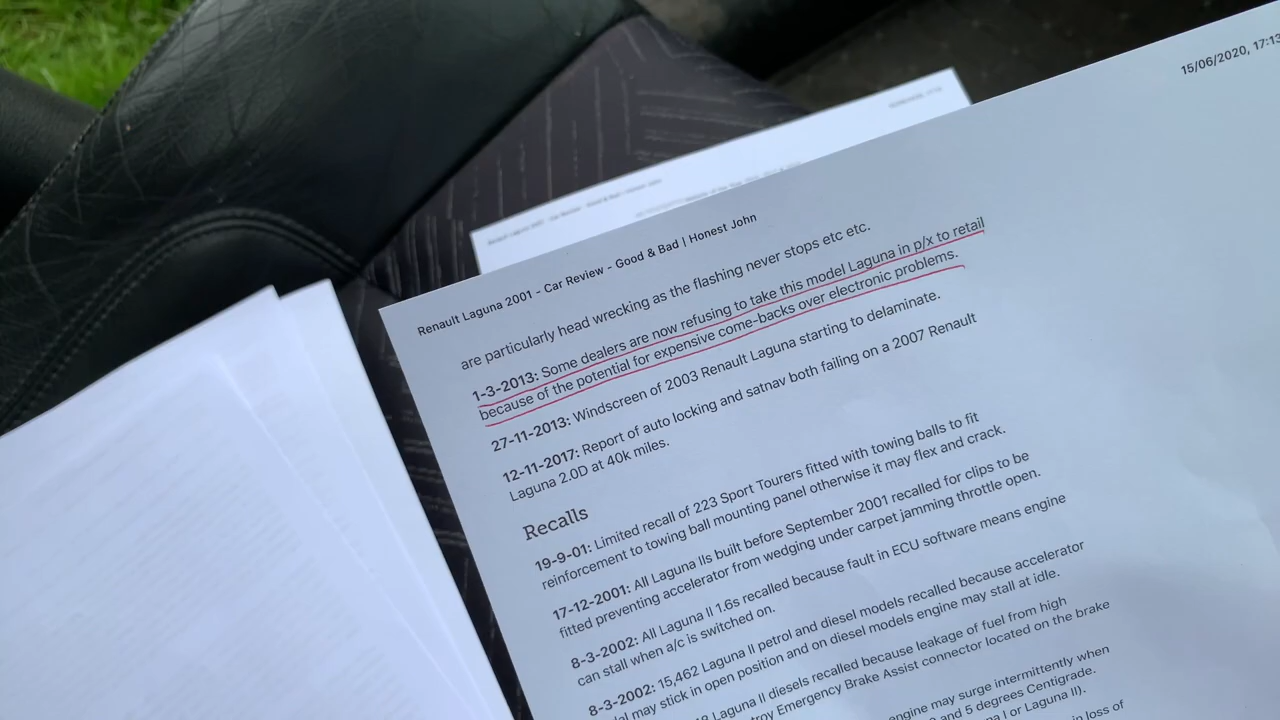 15/06/2020, 17:13
Renault Laguna 2001 - Car Review - Good & Bad | Honest John
are particularly head wrecking as the flashing never stops etc etc.
1-3-2013: Some dealers are now refusing to take this model Laguna in p/x to retail
because of the potential for expensive come-backs over electronic problems.
27-11-2013: Windscreen of 2003 Renault Laguna starting to delaminate.
12-11-2017: Report of auto locking and satnav both failing on a 2007 Renault
Laguna 2.0D at 40k miles.
Recalls
19-9-01: Limited recall of 223 Sport Tourers fitted with towing balls to fit
reinforcement to towing ball mounting panel otherwise it may flex and crack.
17-12-2001: All Laguna IIs built before September 2001 recalled for clips to be
fitted preventing accelerator from wedging under carpet jamming throttle open.
8-3-2002: All Laguna II 1.6s recalled because fault in ECU software means engine
can stall when a/c is switched on.
8-3-2002: 15,462 Laguna II petrol and diesel models recalled because accelerator
may stick in open position and on diesel models engine may stall at idle.
Laguna II diesels recalled because leakage of fuel from high
Emergency Brake Assist connector located on the brake
engine may surge intermittently when
and 5 degrees Centigrade.
I or Laguna II).
in loss of